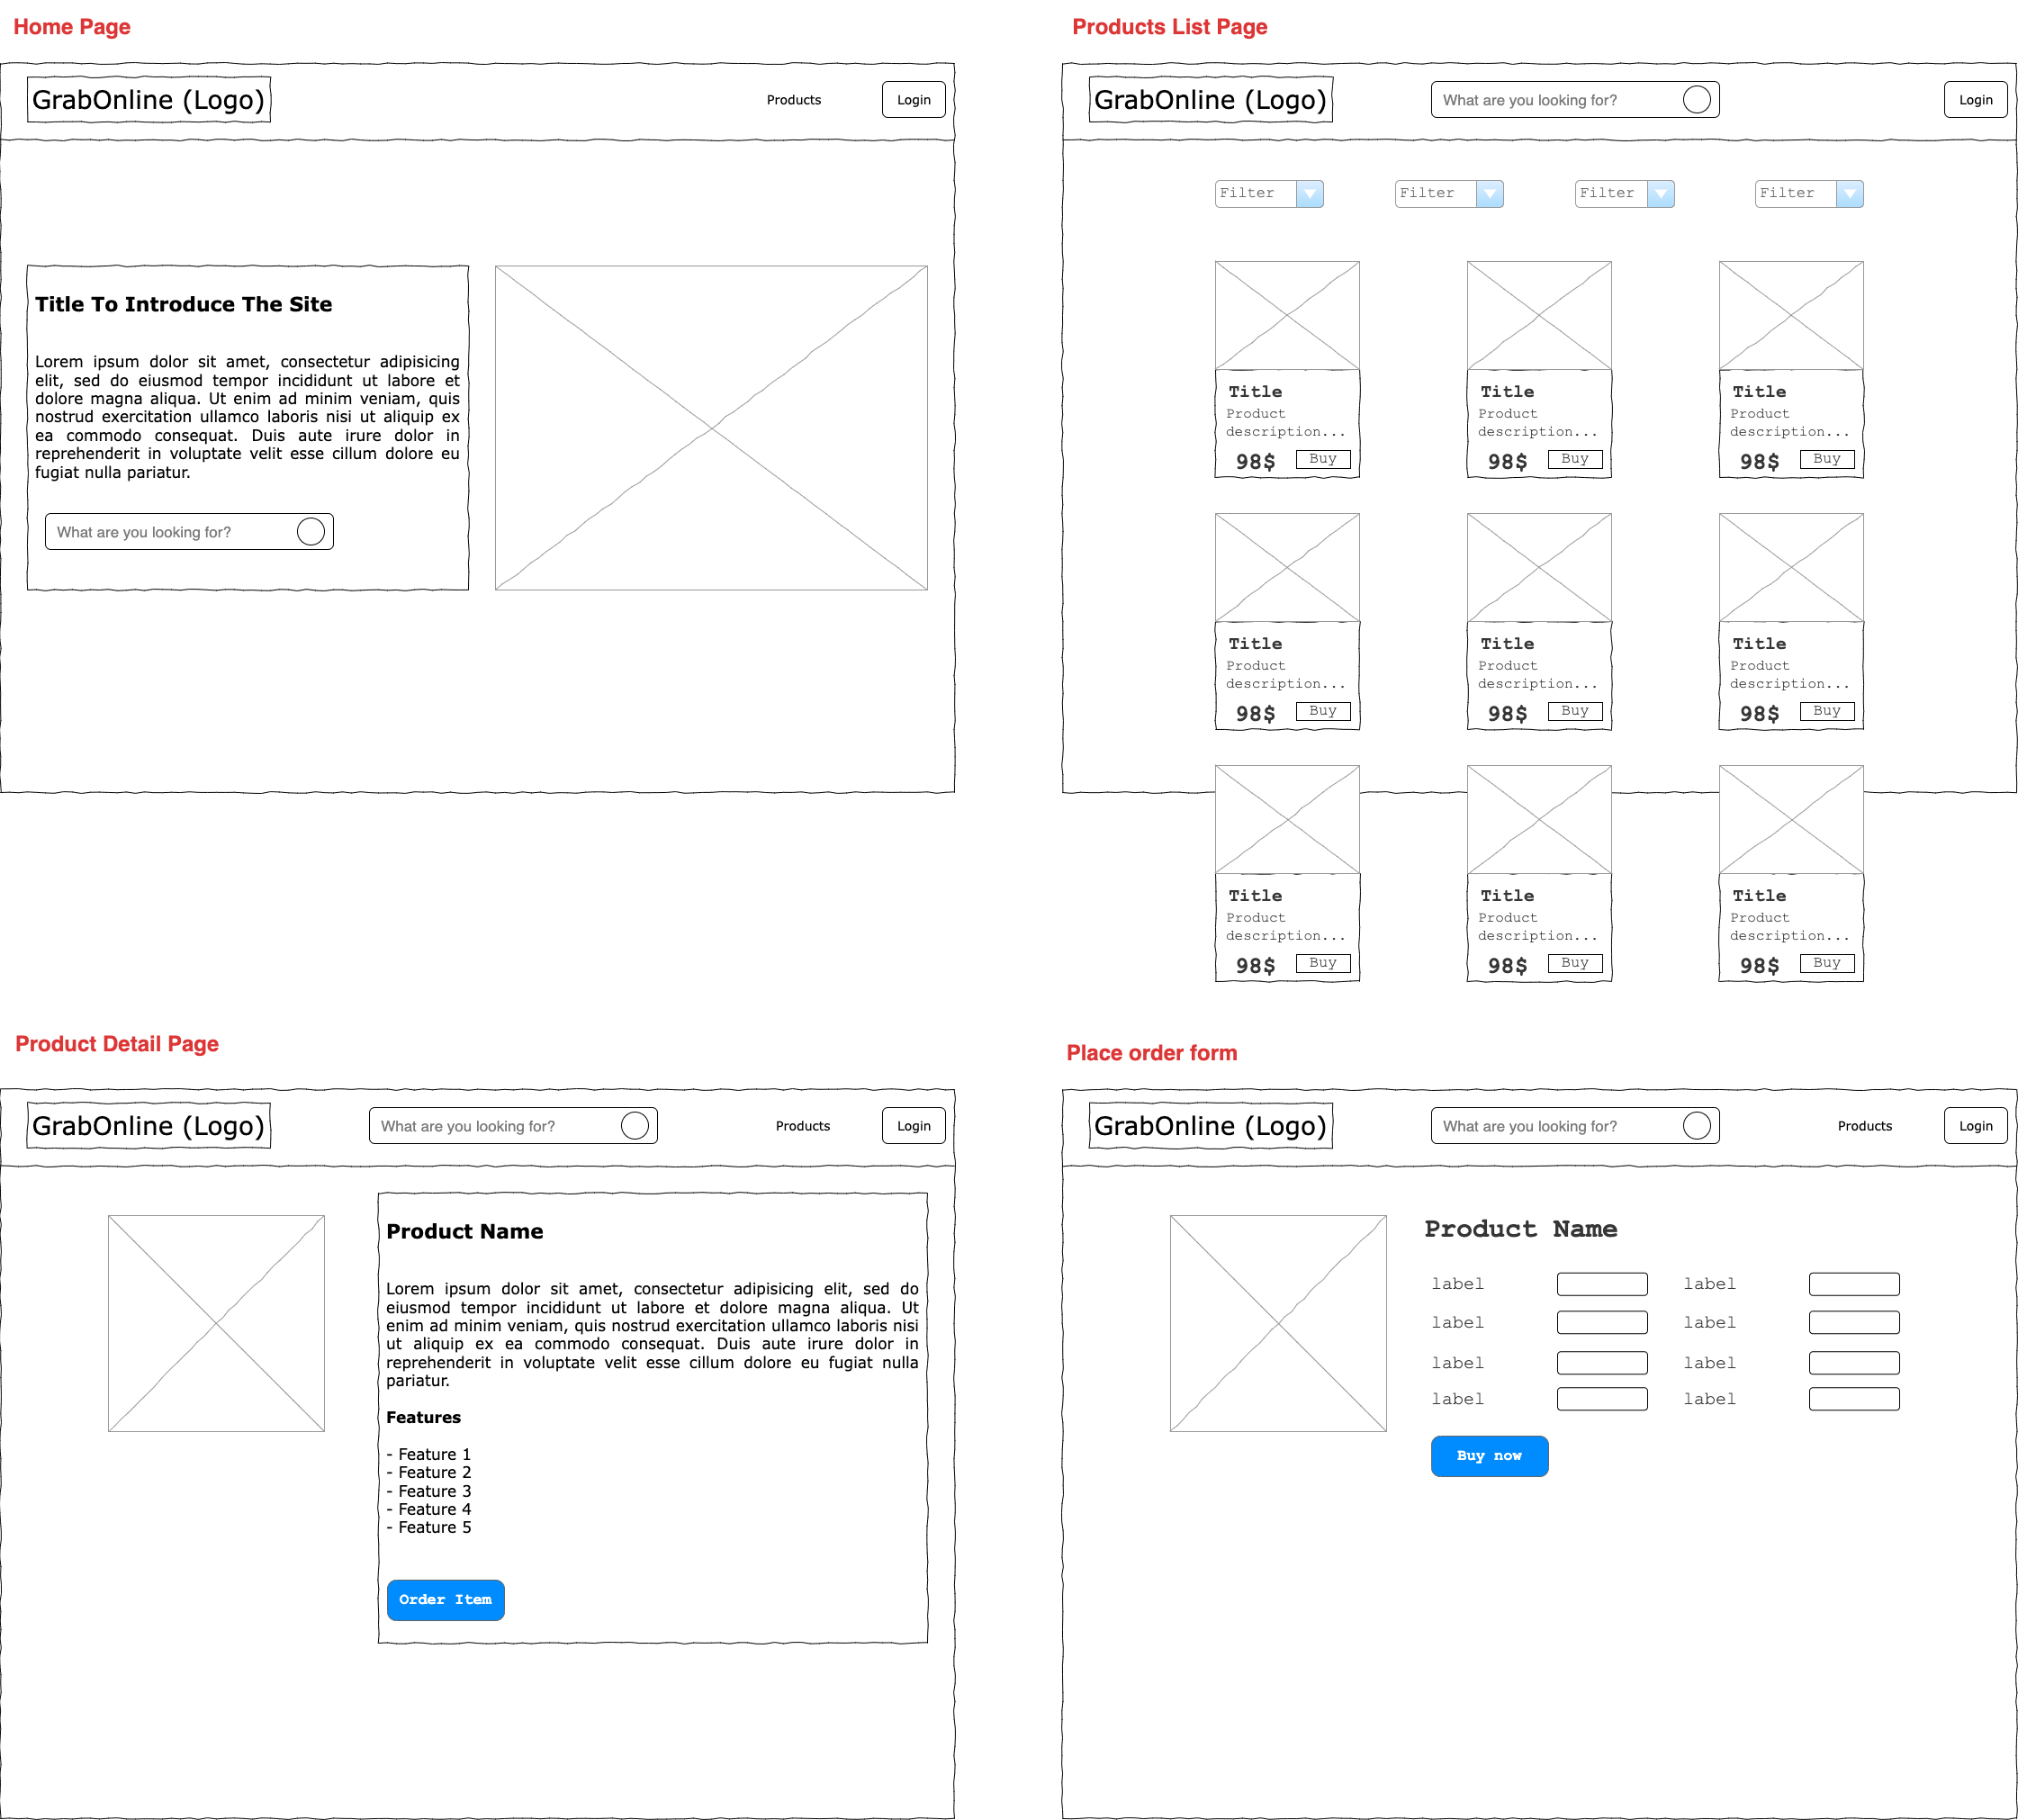 Home Page
GrabOnline (Logo)
Products
Login
Title To Introduce The Site
Lorem ipsum dolor sit amet, consectetur adipisicing
elit, sed do eiusmod tempor incididunt ut labore et
dolore magna aliqua. Ut enim ad minim veniam, quis
nostrud exercitation ullamco laboris nisi ut aliquip ex
ea commodo consequat. Duis aute irure dolor in
reprehenderit in voluptate velit esse cillum dolore eu
fugiat nulla pariatur.
What are you looking for?
Products List Page
GrabOnline (Logo)
What are you looking for?
Login
Filter
Filter
Filter
Filter
Title
Product
description...
98$ Buy
Title
Product
description...
98$ Buy
Title
Product
description...
98$ Buy
Title
Product
description...
98$ Buy
Title
Product
description...
98$ Buy
Title
Product
description...
98$ Buy
Title
Product
description...
98$ Buy
Title
Product
description...
98$ Buy
Title
Product
description...
98$ Buy
Product Detail Page
GrabOnline (Logo)
What are you looking for?
Products
Login
Product Name
Lorem ipsum dolor sit amet, consectetur adipisicing elit, sed do
eiusmod tempor incididunt ut labore et dolore magna aliqua. Ut
enim ad minim veniam, quis nostrud exercitation ullamco laboris nisi
ut aliquip ex ea commodo consequat. Duis aute irure dolor in
reprehenderit in voluptate velit esse cillum dolore eu fugiat nulla
pariatur.
Features
- Feature 1
- Feature 2
- Feature 3
- Feature 4
- Feature 5
Order Item
Place order form
GrabOnline (Logo)
What are you looking for?
Products
Login
Product Name
label label
label label
label label
label label
Buy now